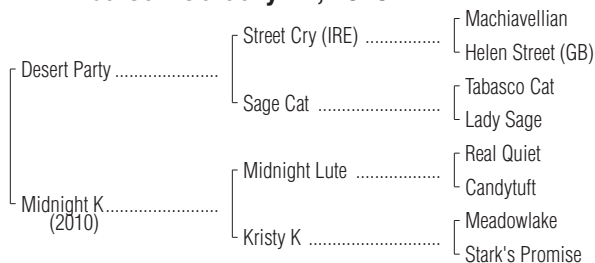 Machiavellian
Street Cry (IRE) ..................
Helen Street (GB)
Desert Party .........................
Tabasco Cat
Sage Cat .............................
Lady Sage
Real Quiet
Midnight Lute ....................
Candytuft
Midnight K...........................
(2010)
Meadowlake
Kristy K ................................
Stark's Promise